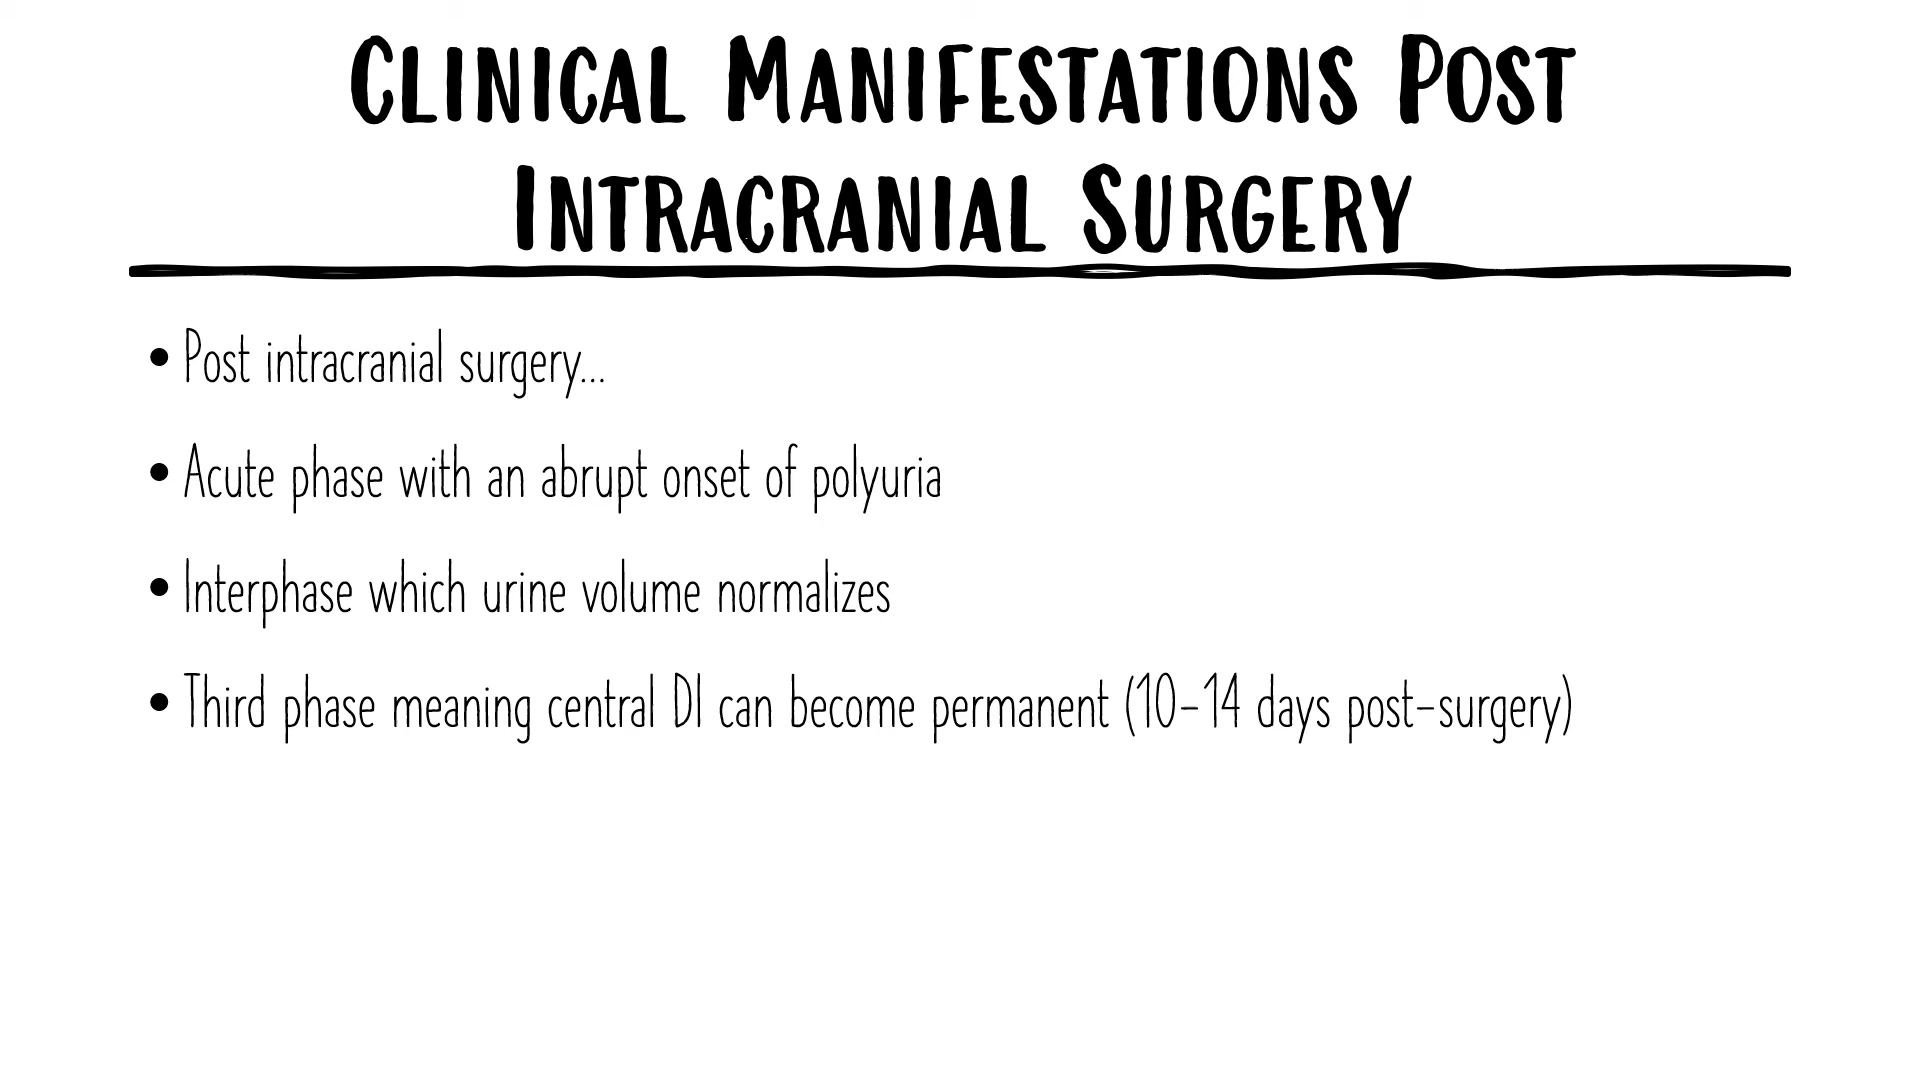 Clinical Manifestations Post
Intracranial Surgery
• Post intracranial surgery...
• Acute phase with an abrupt onset of polyuria
• Interphase which urine volume normalizes
• Third phase meaning central DI can become permanent (10-14 days post-surgery)